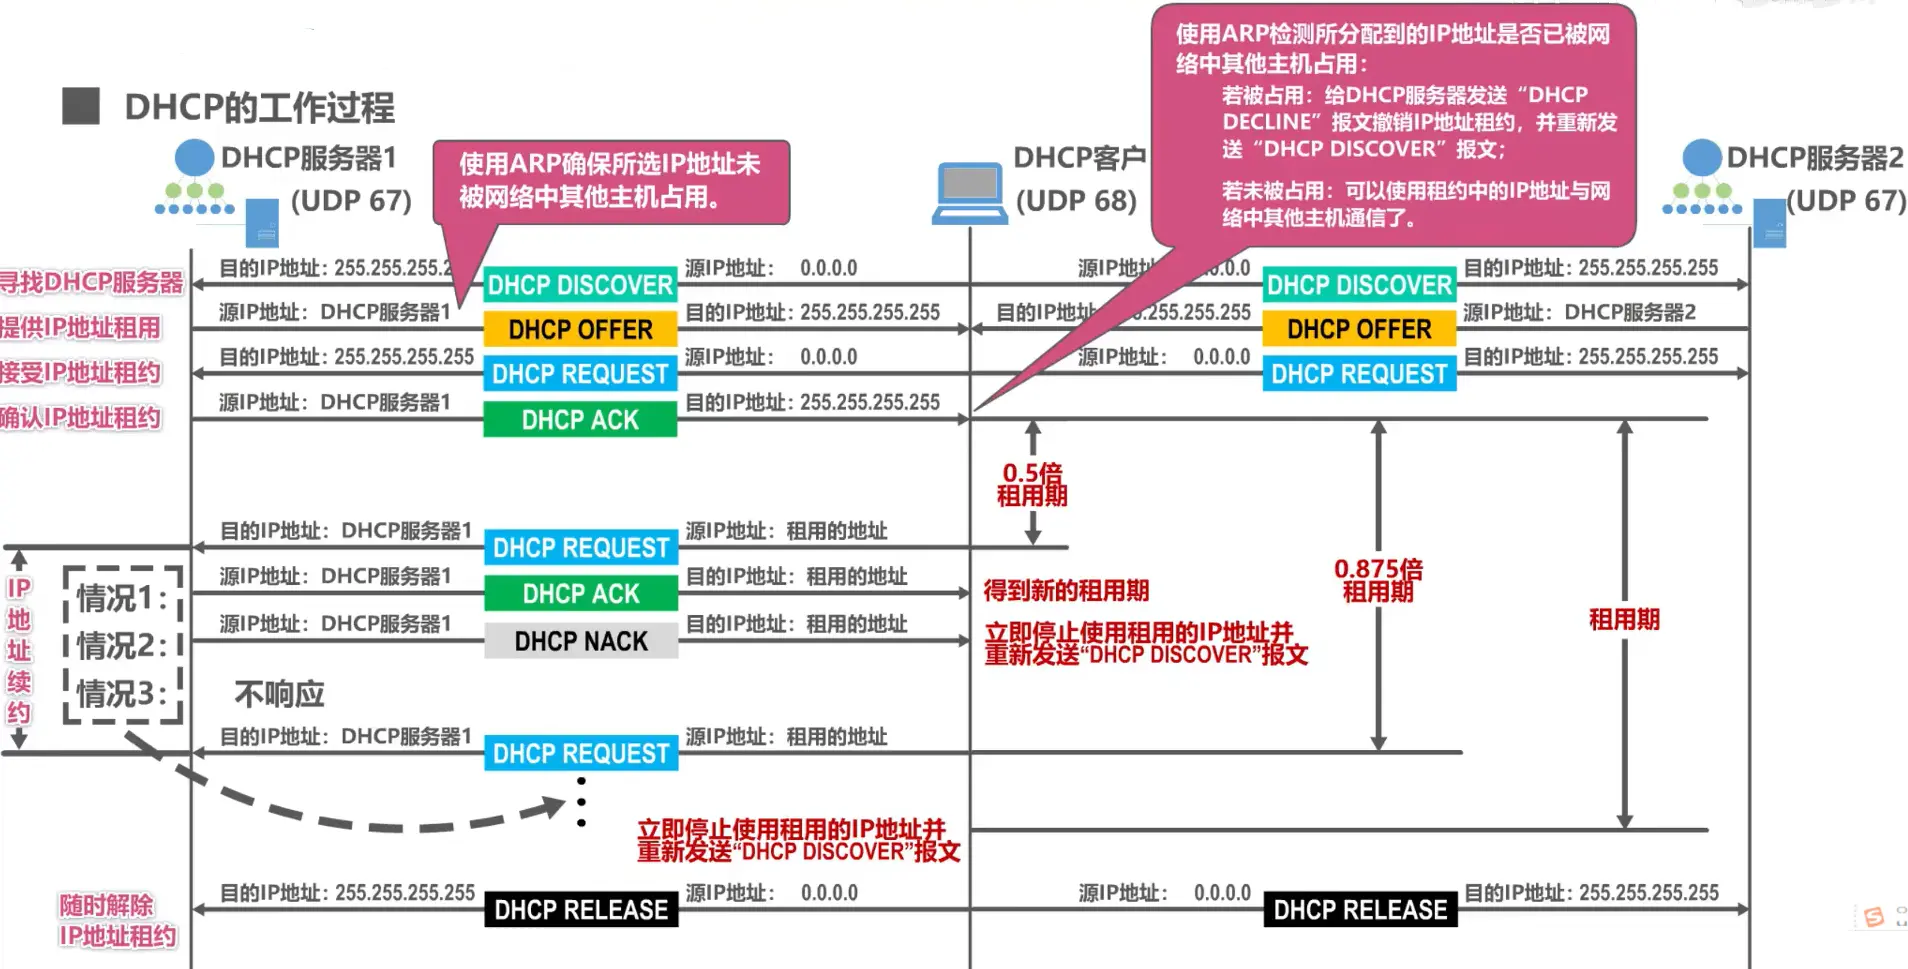 使用ARP检测所分配到的IP地址是否已被网
络中其他主机占用：
若被占用：给DHCP服务器发送“DHCP
DECLINE”报文撤销IP地址租约，并重新发
送“DHCP DISCOVER”报文；
若未被占用：可以使用租约中的IP地址与网
络中其他主机通信了。
DHCP的工作过程
DHCP服务器1
(UDP 67)
使用ARP确保所选IP地址未
被网络中其他主机占用。
DHCP客户
(UDP 68)
DHCP服务器2
(UDP 67)
寻找DHCP服务器
目的IP地址：255.255.255.2
DHCP DISCOVER
源IP地址： 0.0.0.0
源IP地
.0.0
DHCP DISCOVER
目的IP地址：255.255.255.255
提供IP地址租用
源IP地址：DHCP服务器1
DHCP OFFER
目的IP地址：255.255.255.255
目的IP地
255.255.255
DHCP OFFER
源IP地址：DHCP服务器2
接受IP地址租约
目的IP地址：255.255.255.255
DHCP REQUEST
源IP地址： 0.0.0.0
源IP地址： 0.0.0.0
DHCP REQUEST
目的IP地址：255.255.255.255
确认IP地址租约
源IP地址：DHCP服务器1
DHCP ACK
目的IP地址：255.255.255.255
0.5倍
租用期
目的IP地址：DHCP服务器1
DHCP REQUEST
源IP地址：租用的地址
0.875倍
租用期
租用期
IP地址续约
情况1：
源IP地址：DHCP服务器1
DHCP ACK
目的IP地址：租用的地址
得到新的租用期
情况2：
源IP地址：DHCP服务器1
DHCP NACK
目的IP地址：租用的地址
立即停止使用租用的IP地址并
重新发送“DHCP DISCOVER”报文
情况3：
不响应
目的IP地址：DHCP服务器1
DHCP REQUEST
源IP地址：租用的地址
立即停止使用租用的IP地址并
重新发送“DHCP DISCOVER”报文
随时解除
IP地址租约
目的IP地址：255.255.255.255
DHCP RELEASE
源IP地址： 0.0.0.0
源IP地址： 0.0.0.0
DHCP RELEASE
目的IP地址：255.255.255.255